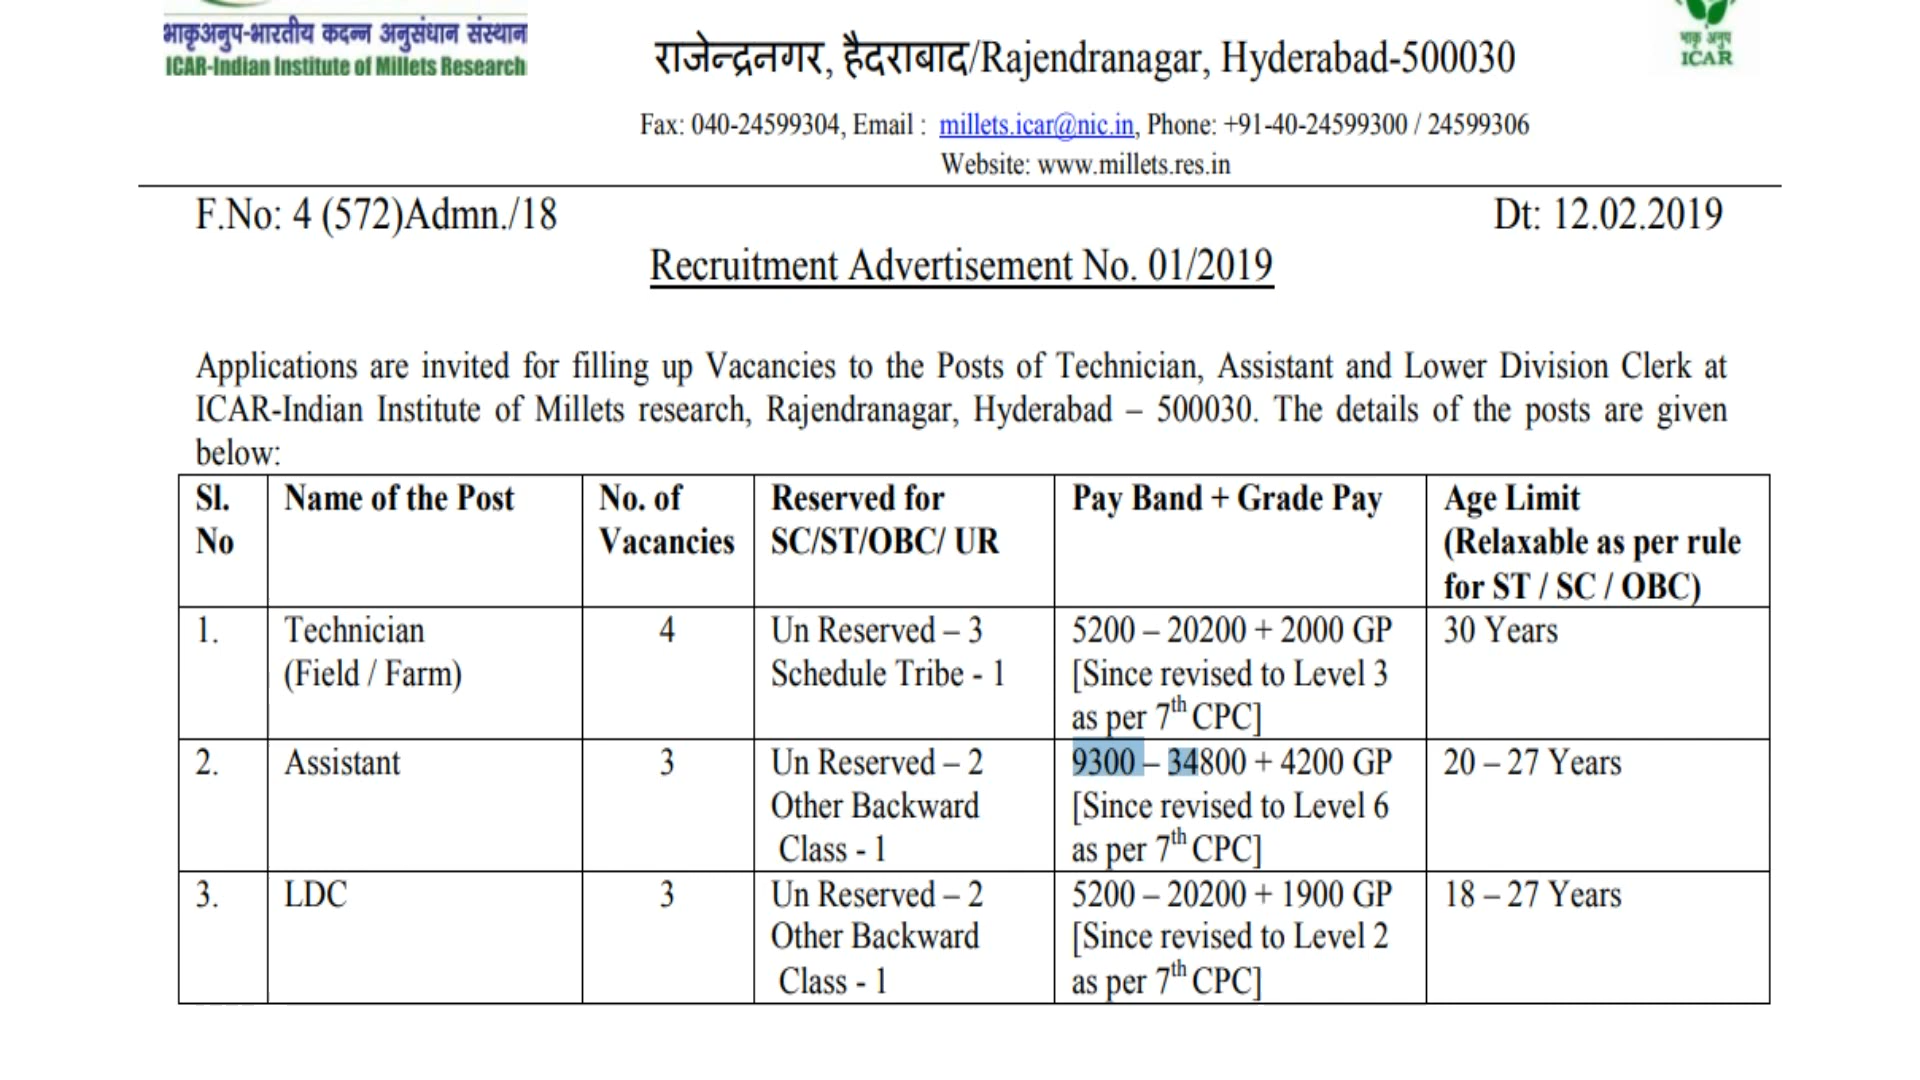 भाकृअनुप-भारतीय कदन्न अनुसंधान संस्थान
ICAR-Indian Institute of Millets Research
राजेन्द्रनगर, हैदराबाद/Rajendranagar, Hyderabad-500030
भाकृ अनुप
ICAR
Fax: 040-24599304, Email : millets.icar@nic.in, Phone: +91-40-24599300 / 24599306
Website: www.millets.res.in
F.No: 4 (572)Admn./18
Dt: 12.02.2019
Recruitment Advertisement No. 01/2019
Applications are invited for filling up Vacancies to the Posts of Technician, Assistant and Lower Division Clerk at
ICAR-Indian Institute of Millets research, Rajendranagar, Hyderabad – 500030. The details of the posts are given
below:
Sl.
No
Name of the Post
No. of
Vacancies
Reserved for
SC/ST/OBC/ UR
Pay Band + Grade Pay
Age Limit
(Relaxable as per rule
for ST / SC / OBC)
1.
Technician
(Field / Farm)
4
Un Reserved – 3
Schedule Tribe - 1
5200 – 20200 + 2000 GP
[Since revised to Level 3
as per 7th CPC]
30 Years
2.
Assistant
3
Un Reserved – 2
Other Backward
Class - 1
9300 – 34800 + 4200 GP
[Since revised to Level 6
as per 7th CPC]
20 – 27 Years
3.
LDC
3
Un Reserved – 2
Other Backward
Class - 1
5200 – 20200 + 1900 GP
[Since revised to Level 2
as per 7th CPC]
18 – 27 Years